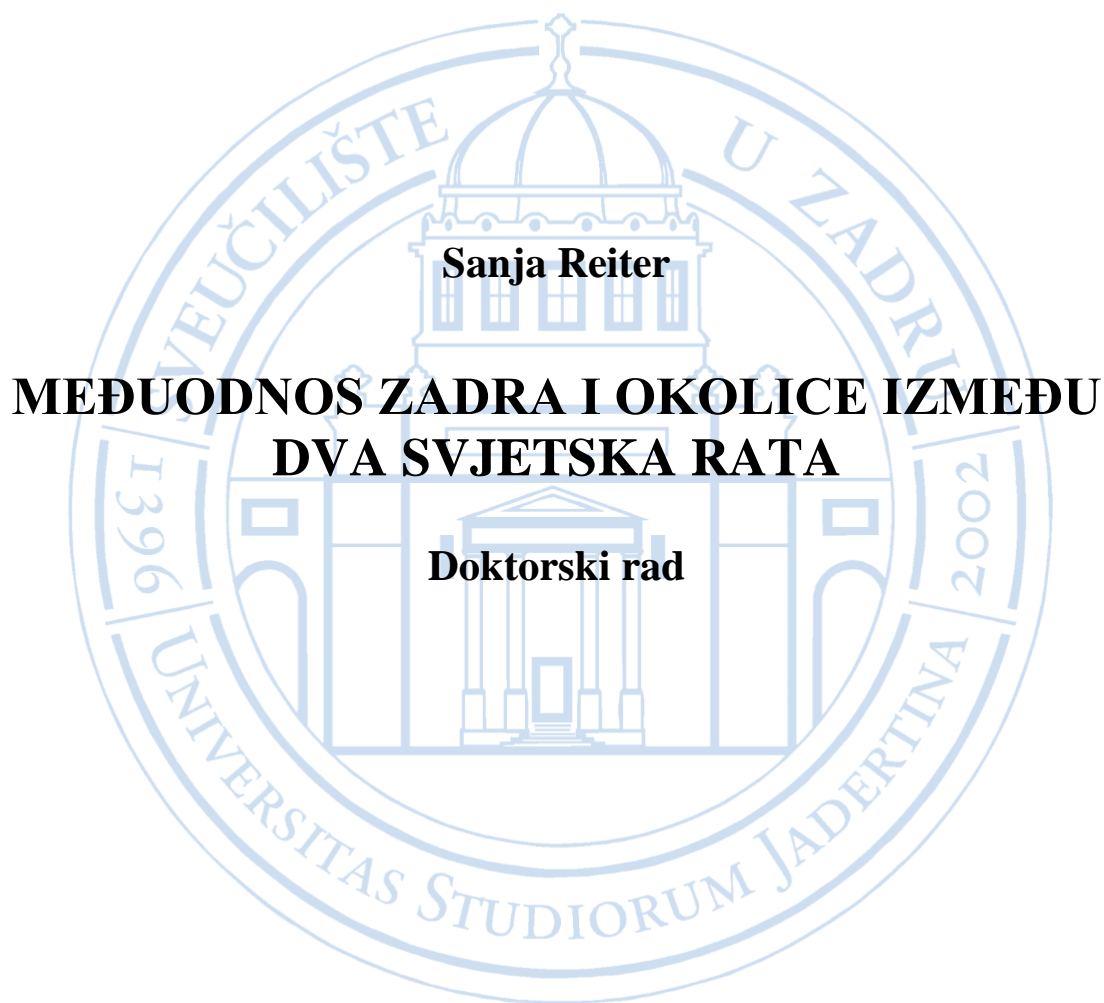 SVEUČILIŠTE U ZADRU
Sanja Reiter
MEĐUODNOS ZADRA I OKOLICE IZMEĐU
DVA SVJETSKA RATA
Doktorski rad
1396
2002
UNIVERSITAS STUDIORUM JADERTINA